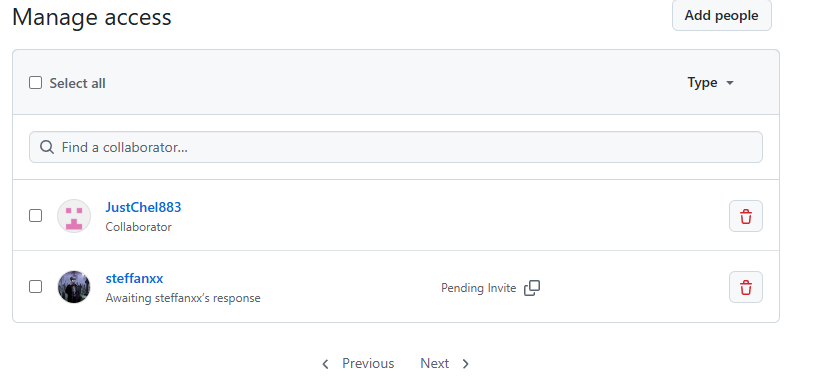 Manage access
Add people
Select all
Type
Find a collaborator...
JustChel883
Collaborator
steffanxx
Awaiting steffanxx's response
Pending Invite
Previous
Next